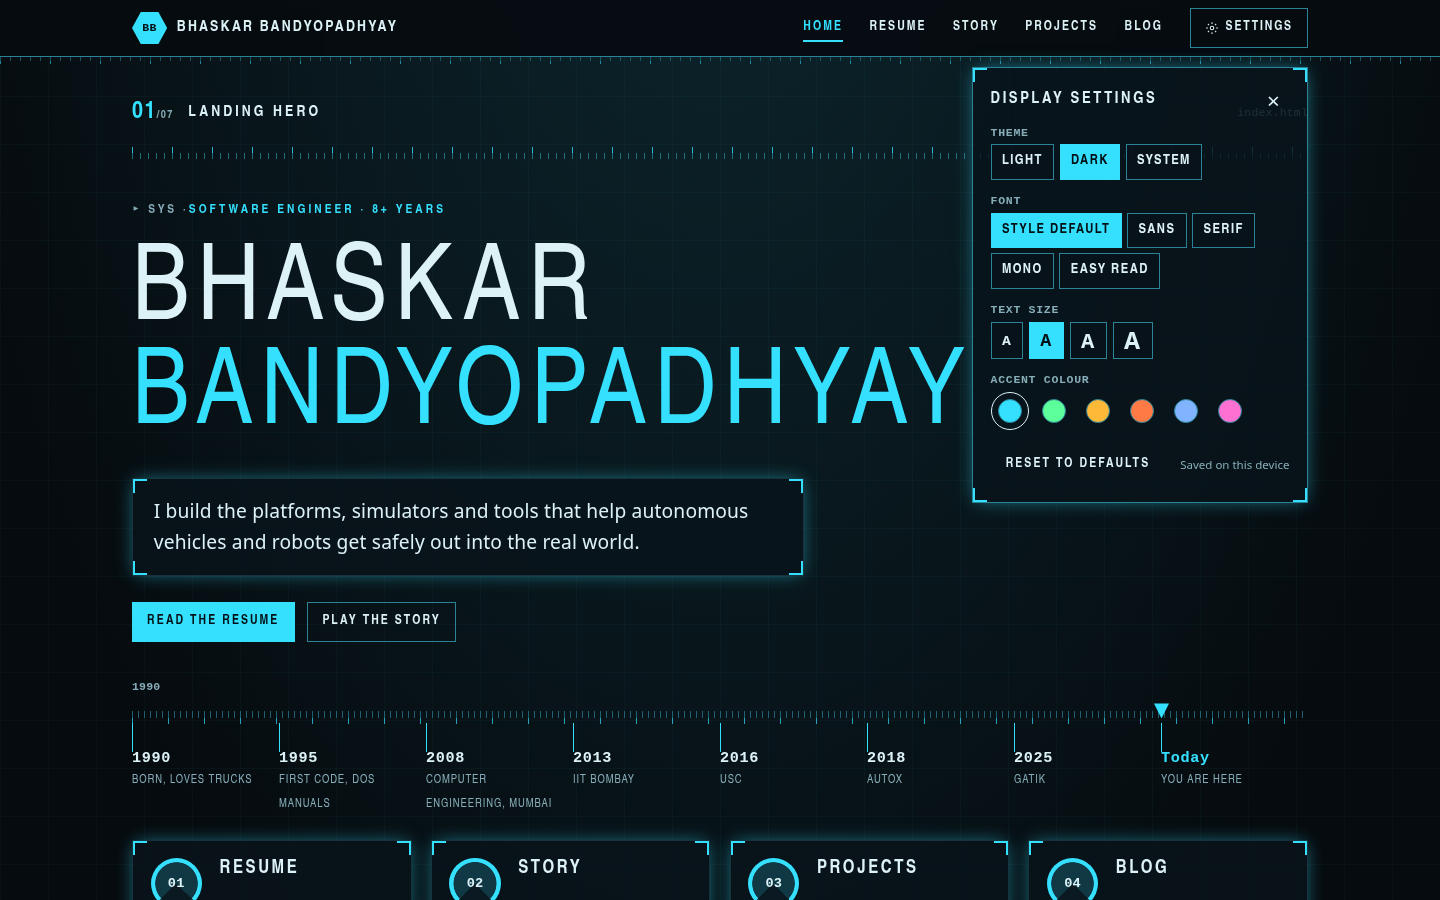 BB BHASKAR BANDYOPADHYAY
HOME RESUME STORY PROJECTS BLOG SETTINGS
01/07 LANDING HERO
index.html
▸ SYS ·SOFTWARE ENGINEER · 8+ YEARS
BHASKAR
BANDYOPADHYAY
DISPLAY SETTINGS ✕
THEME
LIGHT DARK SYSTEM
FONT
STYLE DEFAULT SANS SERIF
MONO EASY READ
TEXT SIZE
A A A A
ACCENT COLOUR
RESET TO DEFAULTS Saved on this device
I build the platforms, simulators and tools that help autonomous
vehicles and robots get safely out into the real world.
READ THE RESUME PLAY THE STORY
1990
1990 1995 2008 2013 2016 2018 2025 Today
BORN, LOVES TRUCKS FIRST CODE, DOS COMPUTER IIT BOMBAY USC AUTOX GATIK YOU ARE HERE
MANUALS ENGINEERING, MUMBAI
01 RESUME 02 STORY 03 PROJECTS 04 BLOG